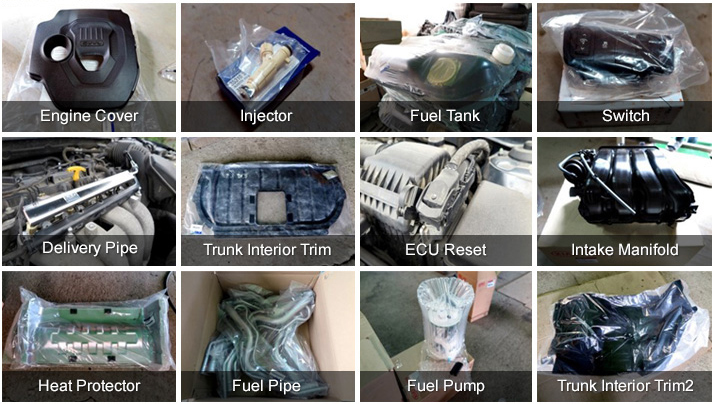 Engine Cover
Injector
Fuel Tank
Switch
Delivery Pipe
Trunk Interior Trim
ECU Reset
Intake Manifold
Heat Protector
Fuel Pipe
Fuel Pump
Trunk Interior Trim2